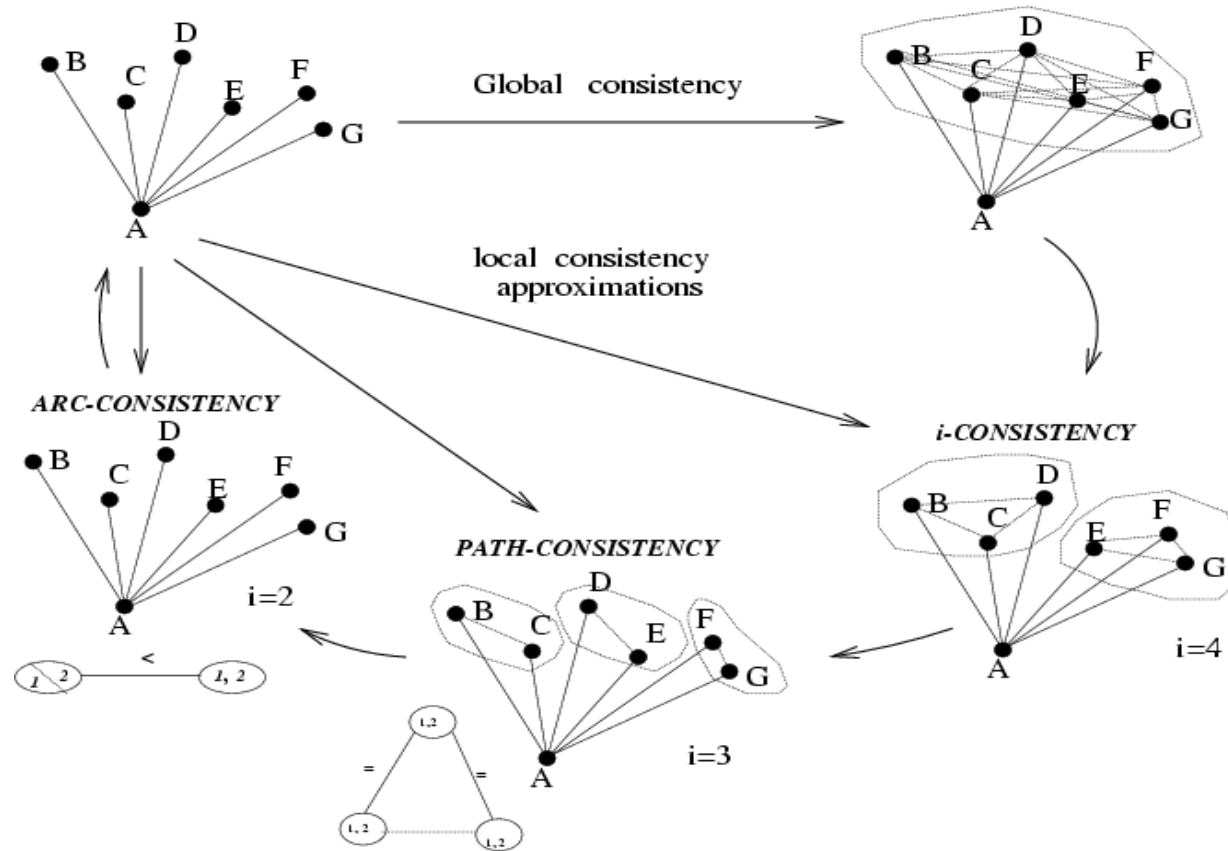 D
B
C
E
F
G
A
Global consistency
D
B
C
E
F
G
A
local consistency
approximations
ARC-CONSISTENCY
D
B
C
E
F
G
A
i=2
<
1 2
1, 2
i-CONSISTENCY
D
B
C
F
E
G
A
i=4
PATH-CONSISTENCY
D
B
C
E
F
G
A
i=3
1,2
= =
1, 2
1,2